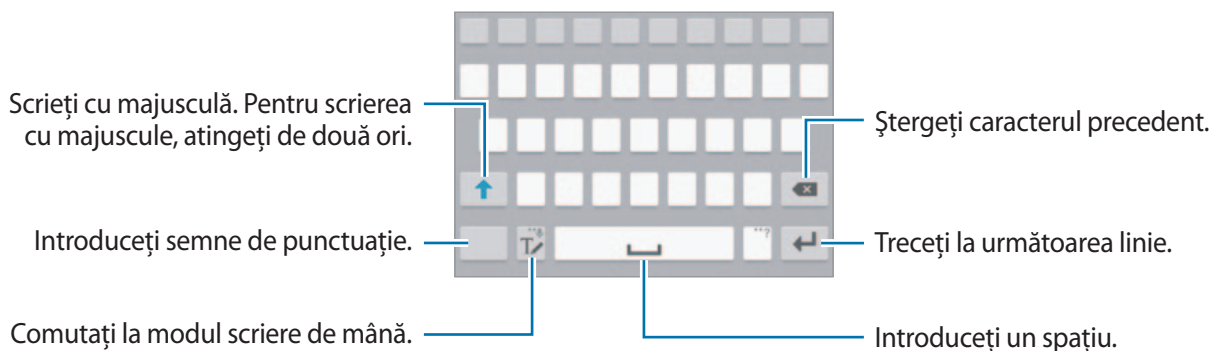 Scrieți cu majusculă. Pentru scrierea
cu majuscule, atingeți de două ori.
Introduceți semne de punctuație.
Comutați la modul scriere de mână.
Ştergeți caracterul precedent.
Treceți la următoarea linie.
Introduceți un spațiu.